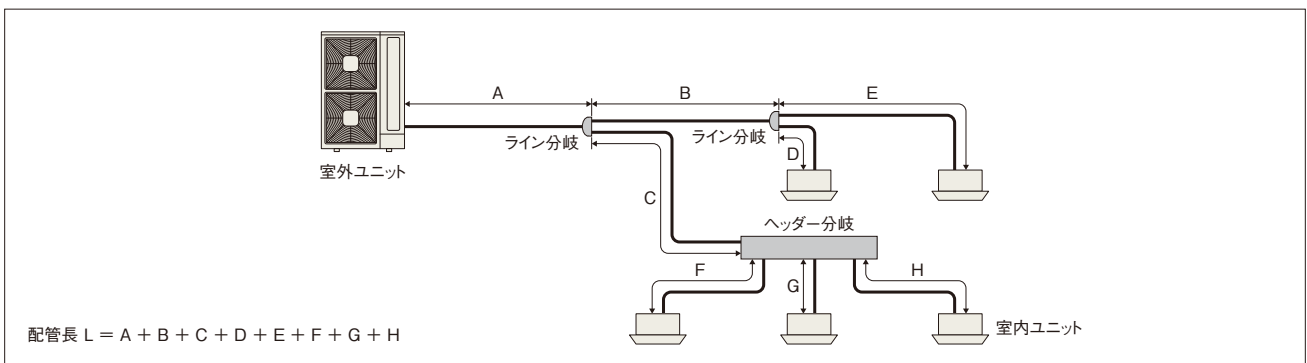 A
B
E
ライン分岐
ライン分岐
D
室外ユニット
C
ヘッダー分岐
F
G
H
室内ユニット
配管長 L = A + B + C + D + E + F + G + H